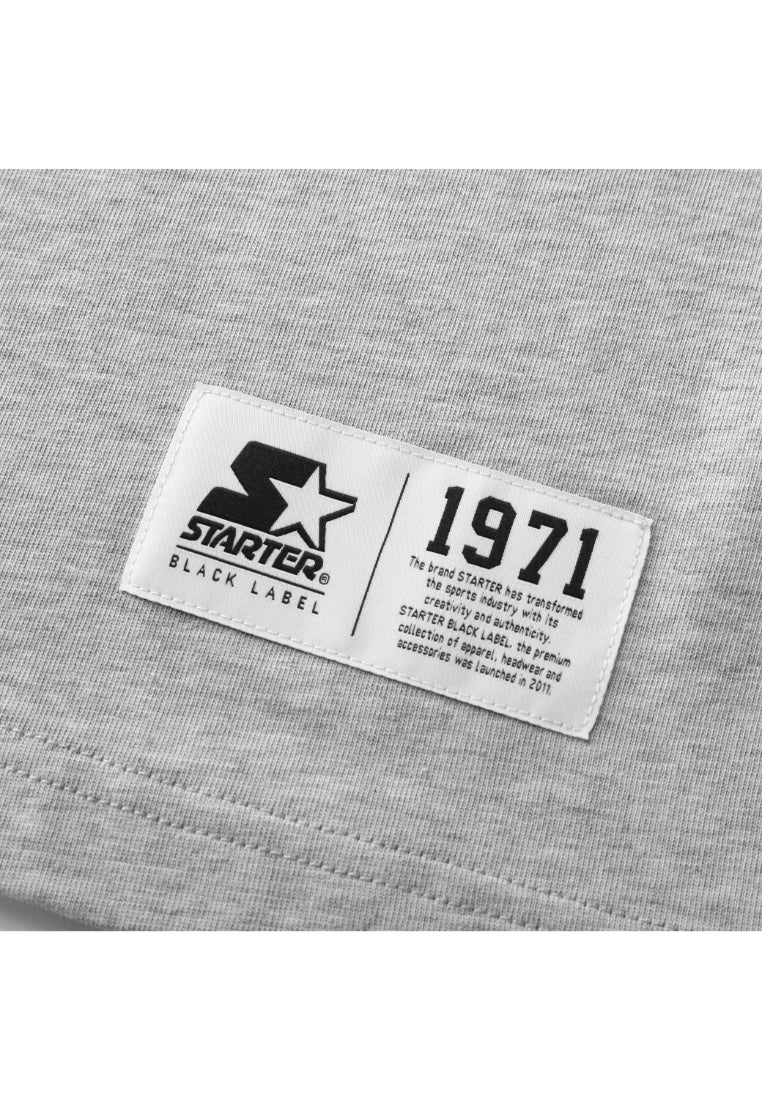 STARTER®
BLACK LABEL
1971
The brand STARTER has transformed
the sports industry with its
creativity and authenticity.
STARTER BLACK LABEL, the premium
collection of apparel, headwear and
accessories was launched in 2011.